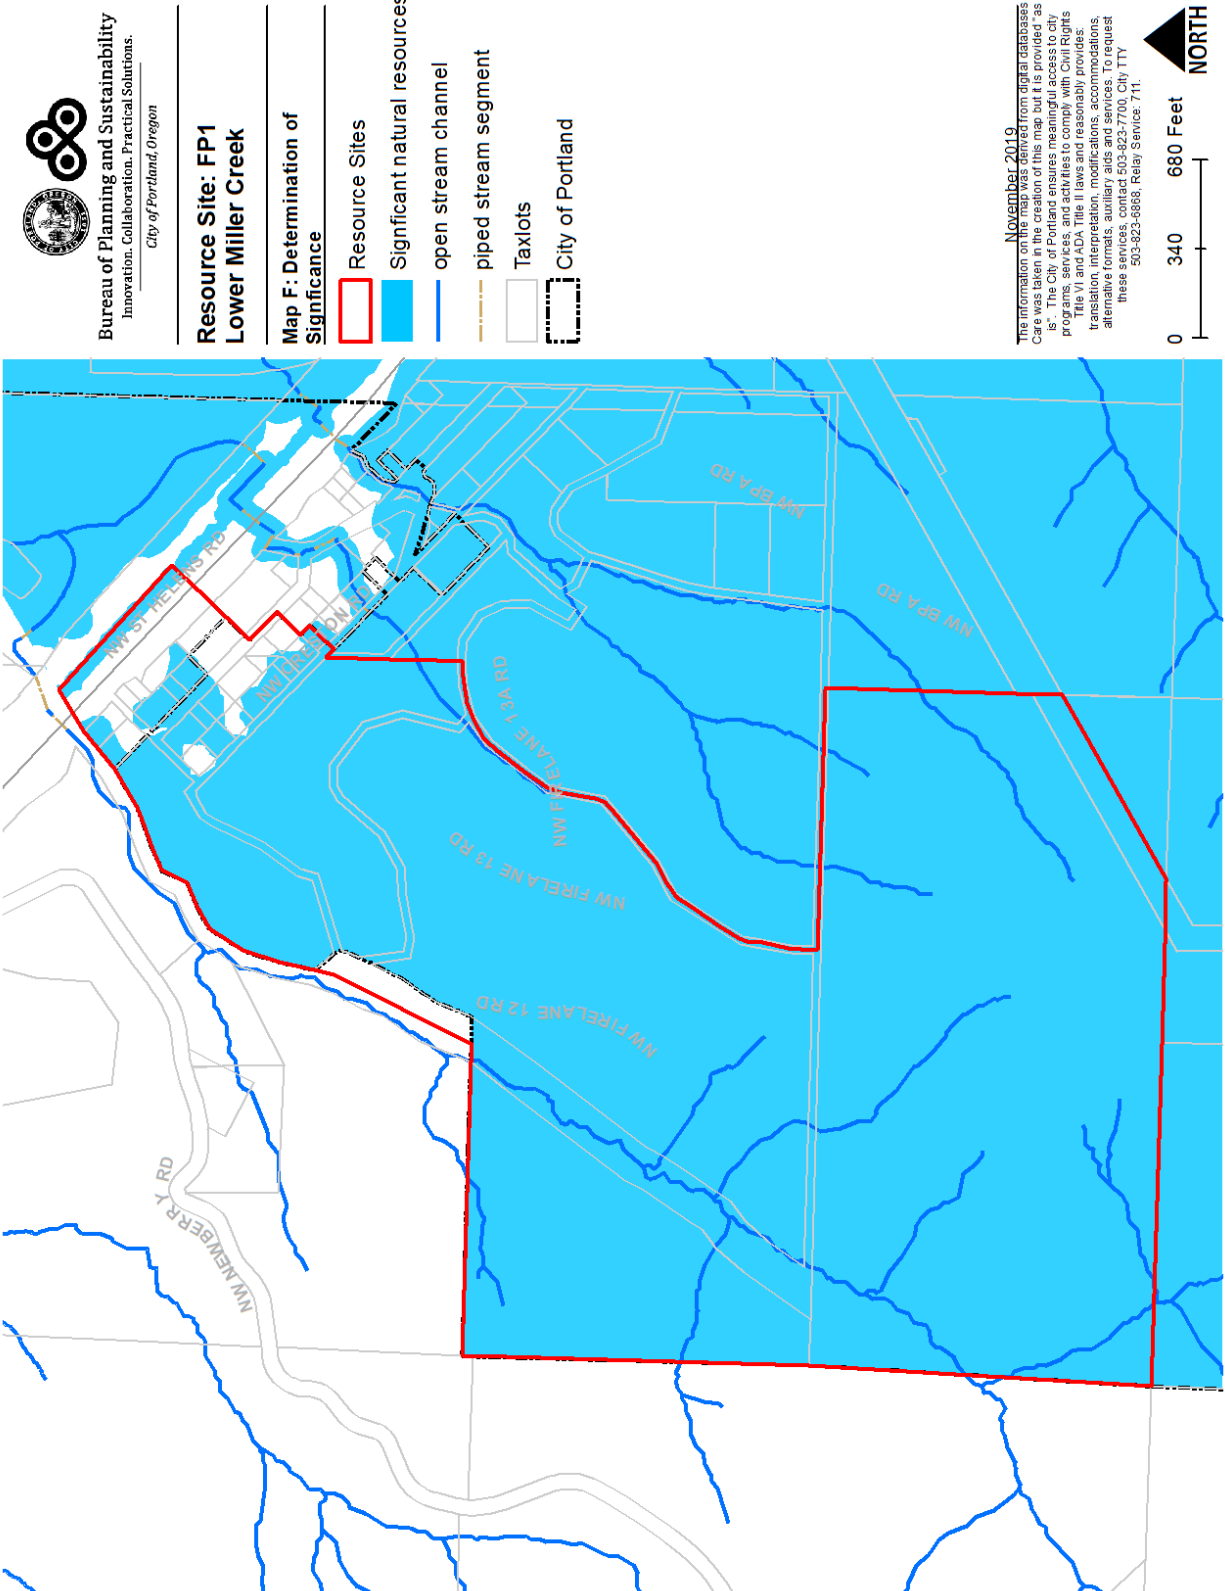 Bureau of Planning and Sustainability
Innovation. Collaboration. Practical Solutions.
City of Portland, Oregon
Resource Site: FP1
Lower Miller Creek
Map F: Determination of
Signficance
Resource Sites
Signficant natural resources
open stream channel
piped stream segment
Taxlots
City of Portland
November 2019
The information on the map was derived from digital databases
Care was taken in the creation of this map but it is provided "as
is". The City of Portland ensures meaningful access to city
programs, services, and activities to comply with Civil Rights
Title VI and ADA Title II laws and reasonably provides:
translation, interpretation, modifications, accommodations,
alternative formats, auxiliary aids and services. To request
these services, contact 503-823-7700, City TTY
503-823-6868, Relay Service: 711.
0 340 680 Feet
NORTH
NW ST HELENS RD
NW CRESTON RD
NW FIRELANE 13A RD
NW FIRELANE 13 RD
NW FIRELANE 12 RD
NW BPA RD
NW BPA RD
NW NEWBERRY RD